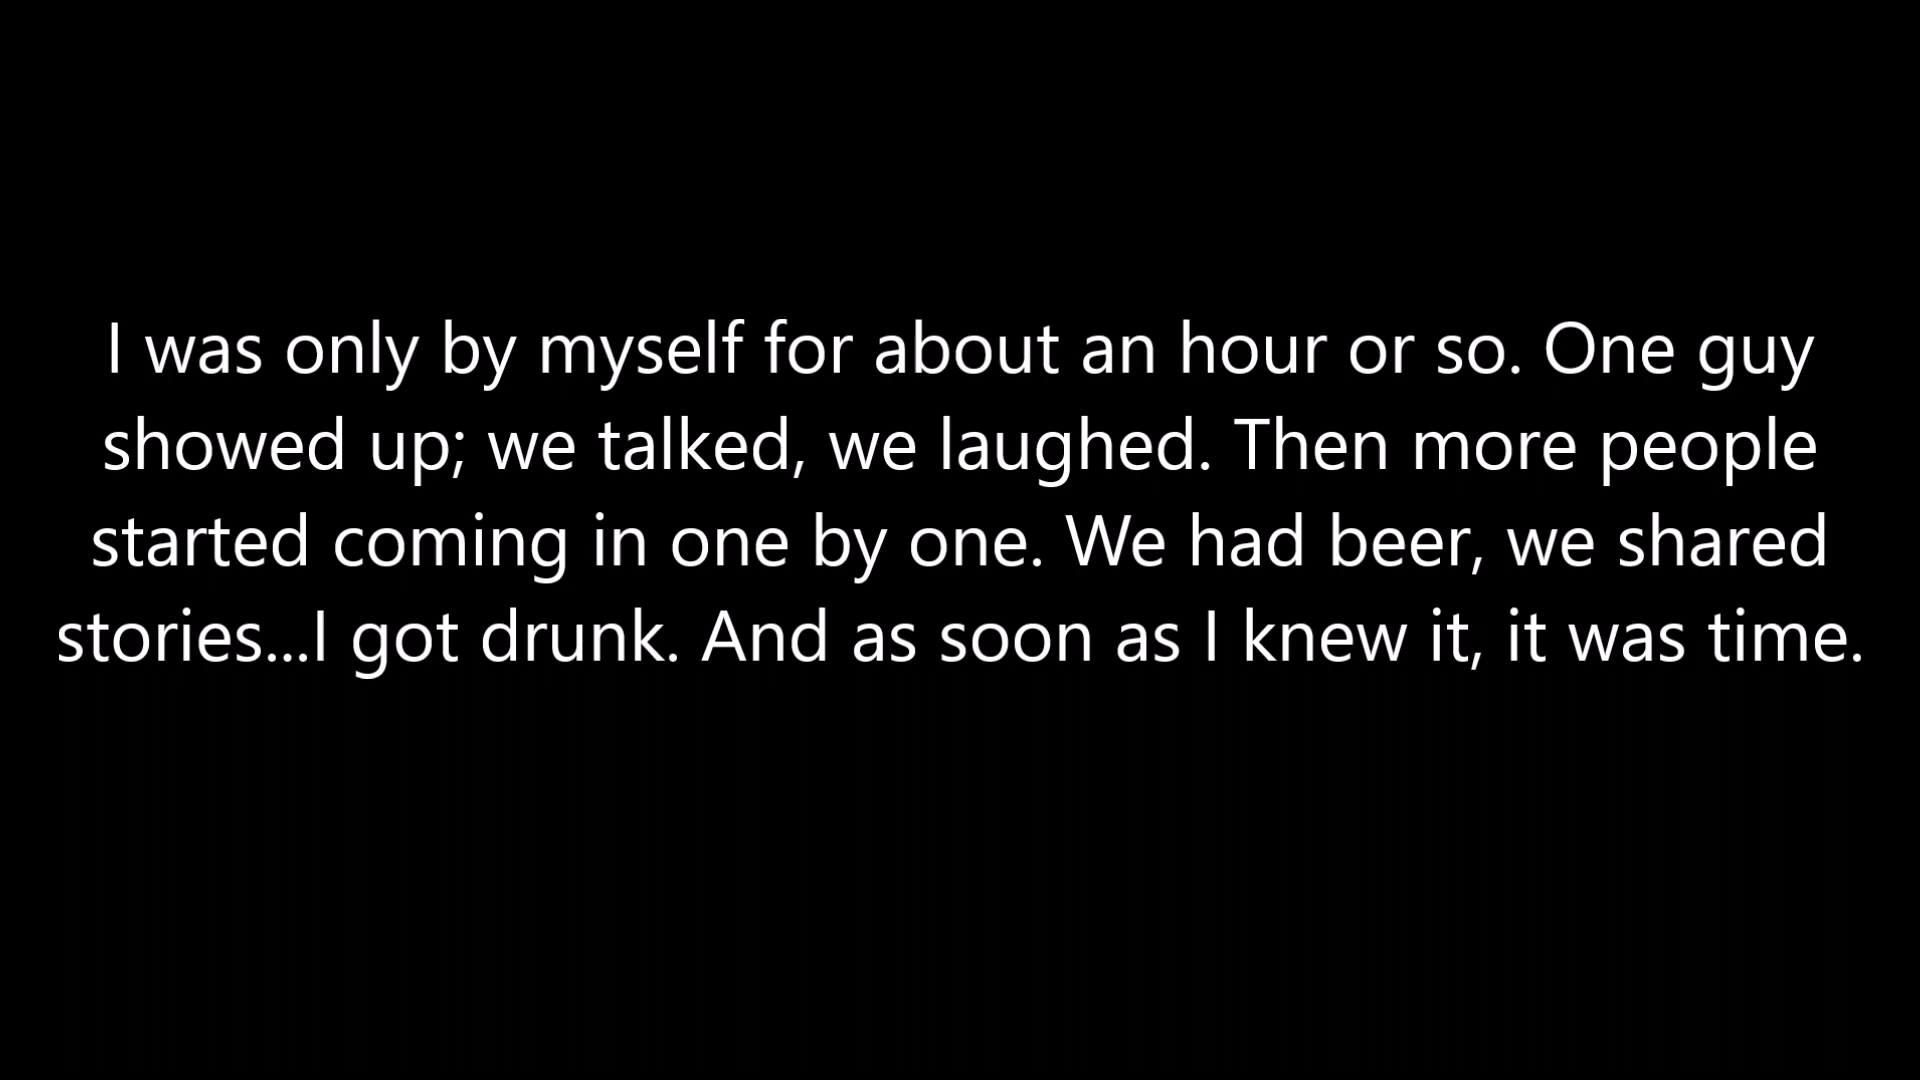 I was only by myself for about an hour or so. One guy
showed up; we talked, we laughed. Then more people
started coming in one by one. We had beer, we shared
stories...I got drunk. And as soon as I knew it, it was time.